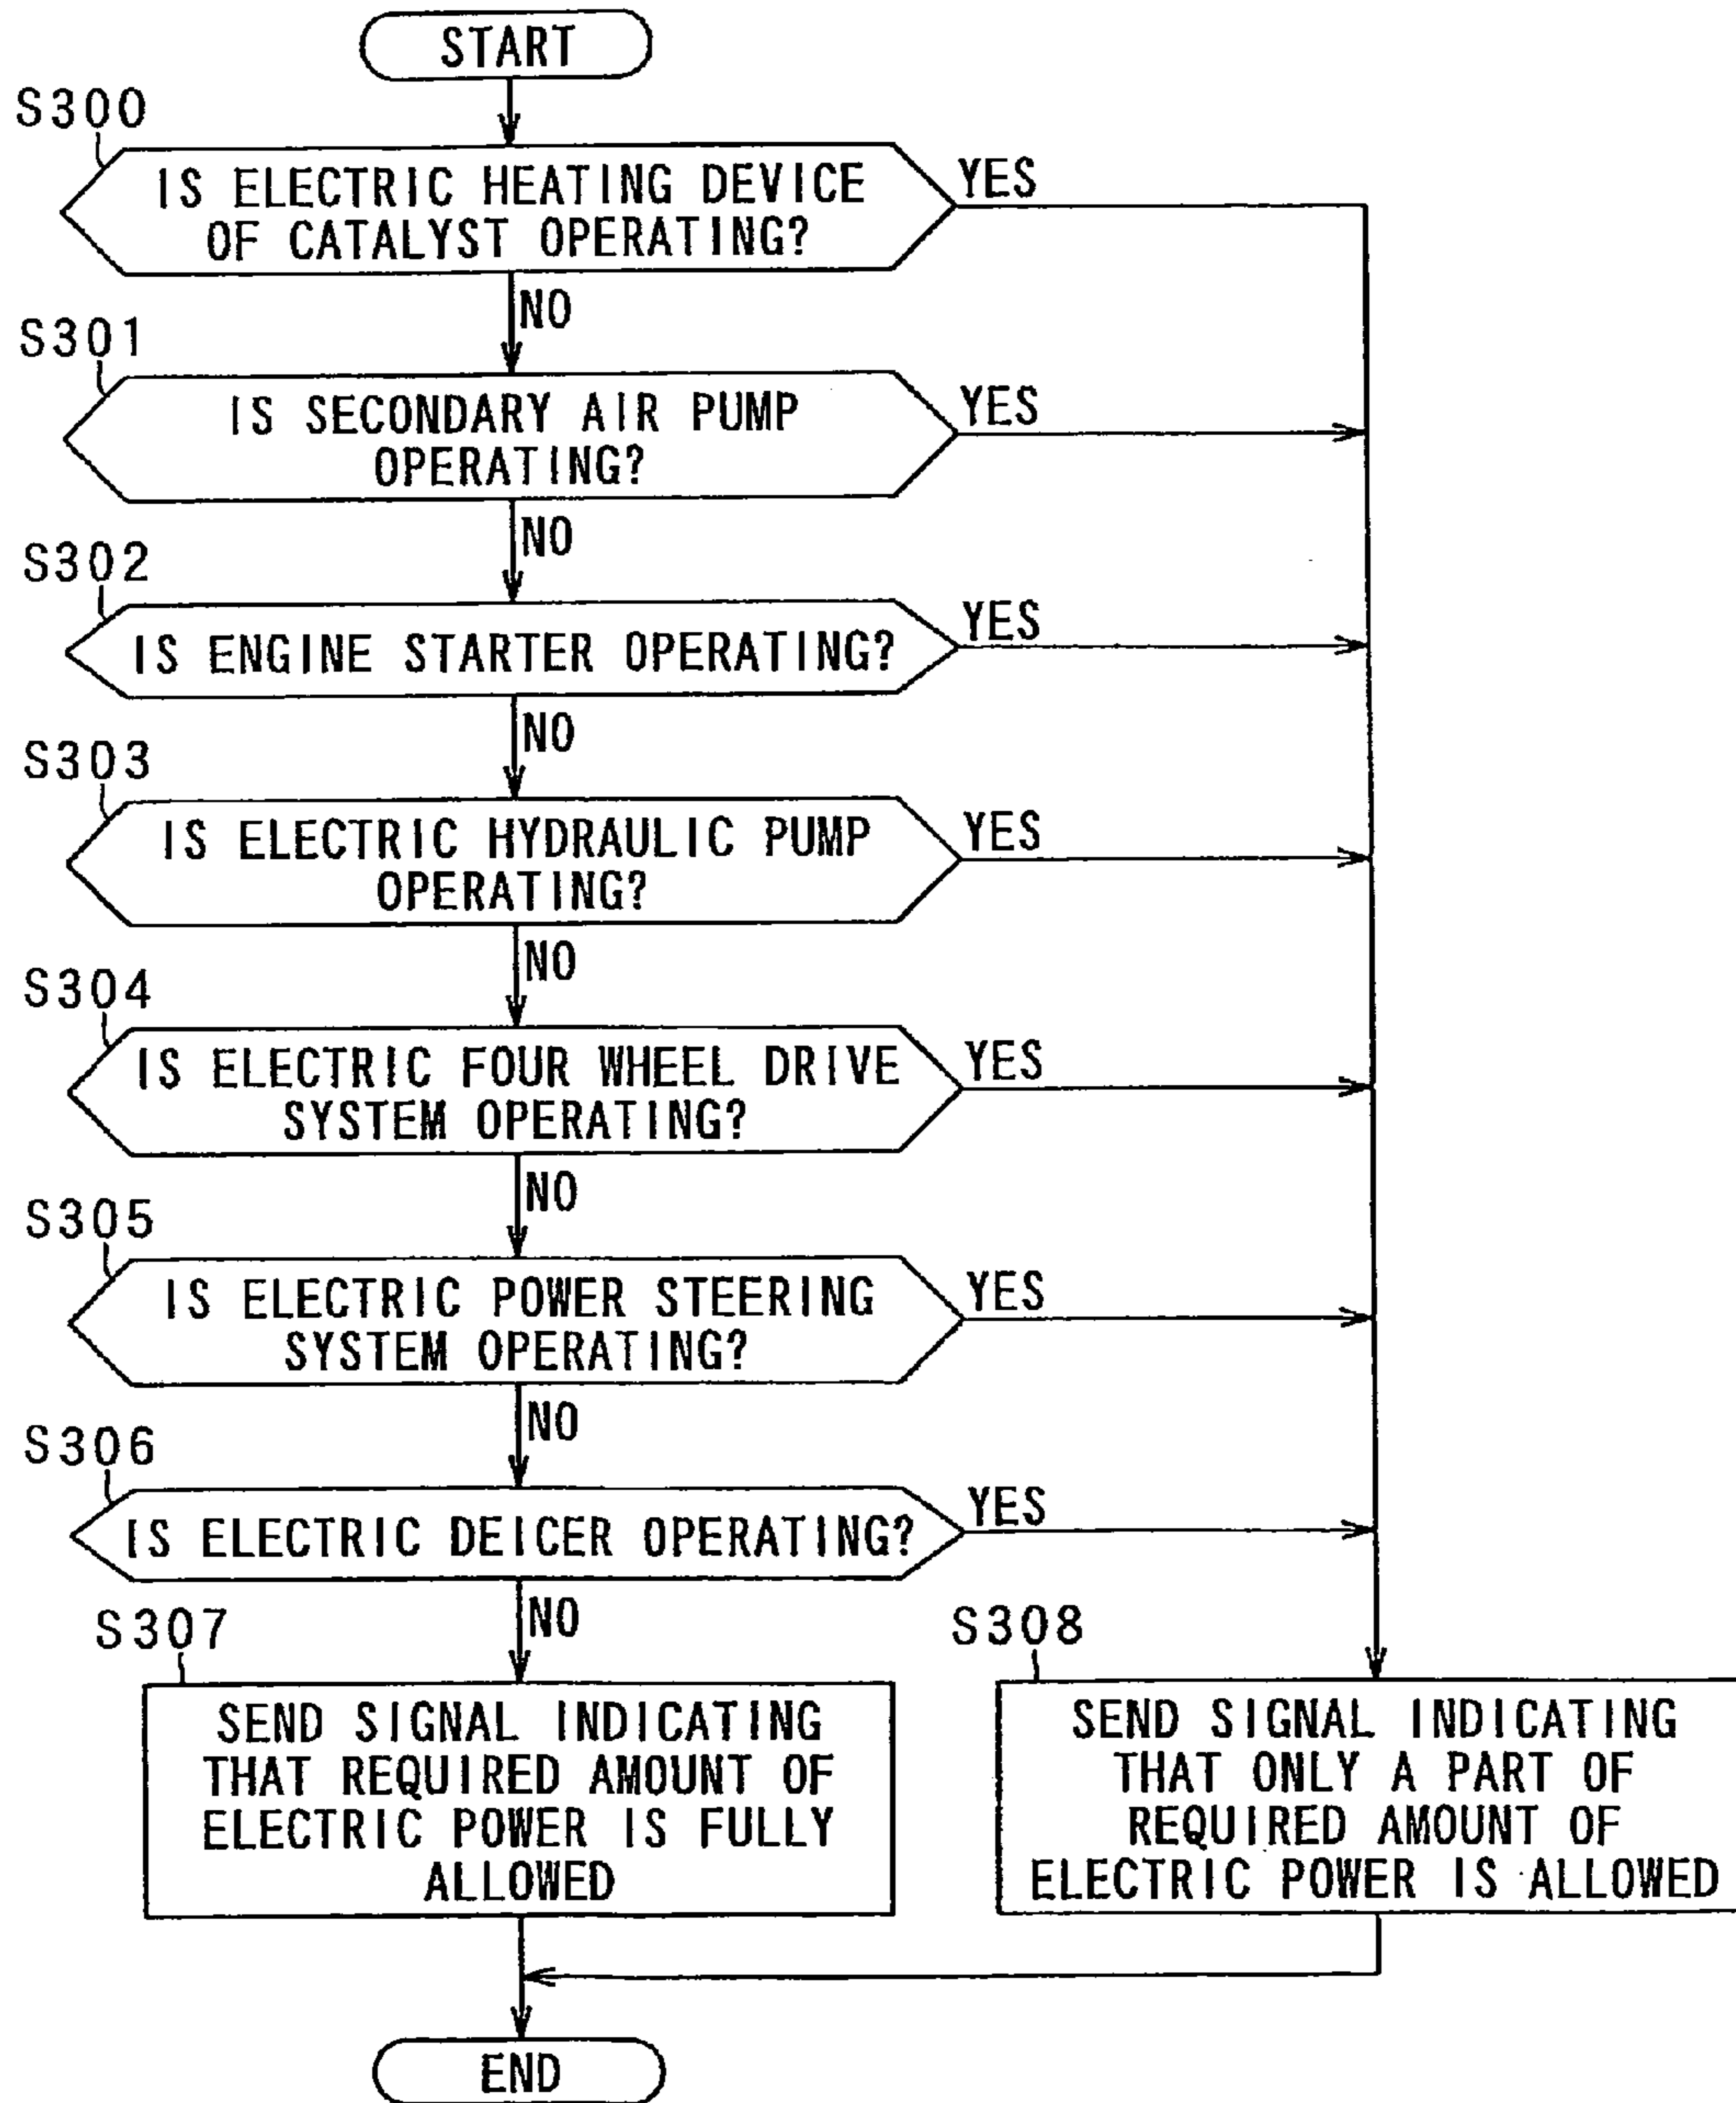 START
S300
IS ELECTRIC HEATING DEVICE
OF CATALYST OPERATING?
YES
NO
S301
IS SECONDARY AIR PUMP
OPERATING?
YES
NO
S302
IS ENGINE STARTER OPERATING?
YES
NO
S303
IS ELECTRIC HYDRAULIC PUMP
OPERATING?
YES
NO
S304
IS ELECTRIC FOUR WHEEL DRIVE
SYSTEM OPERATING?
YES
NO
S305
IS ELECTRIC POWER STEERING
SYSTEM OPERATING?
YES
NO
S306
IS ELECTRIC DEICER OPERATING?
YES
NO
S307
SEND SIGNAL INDICATING
THAT REQUIRED AMOUNT OF
ELECTRIC POWER IS FULLY
ALLOWED
S308
SEND SIGNAL INDICATING
THAT ONLY A PART OF
REQUIRED AMOUNT OF
ELECTRIC POWER IS ALLOWED
END